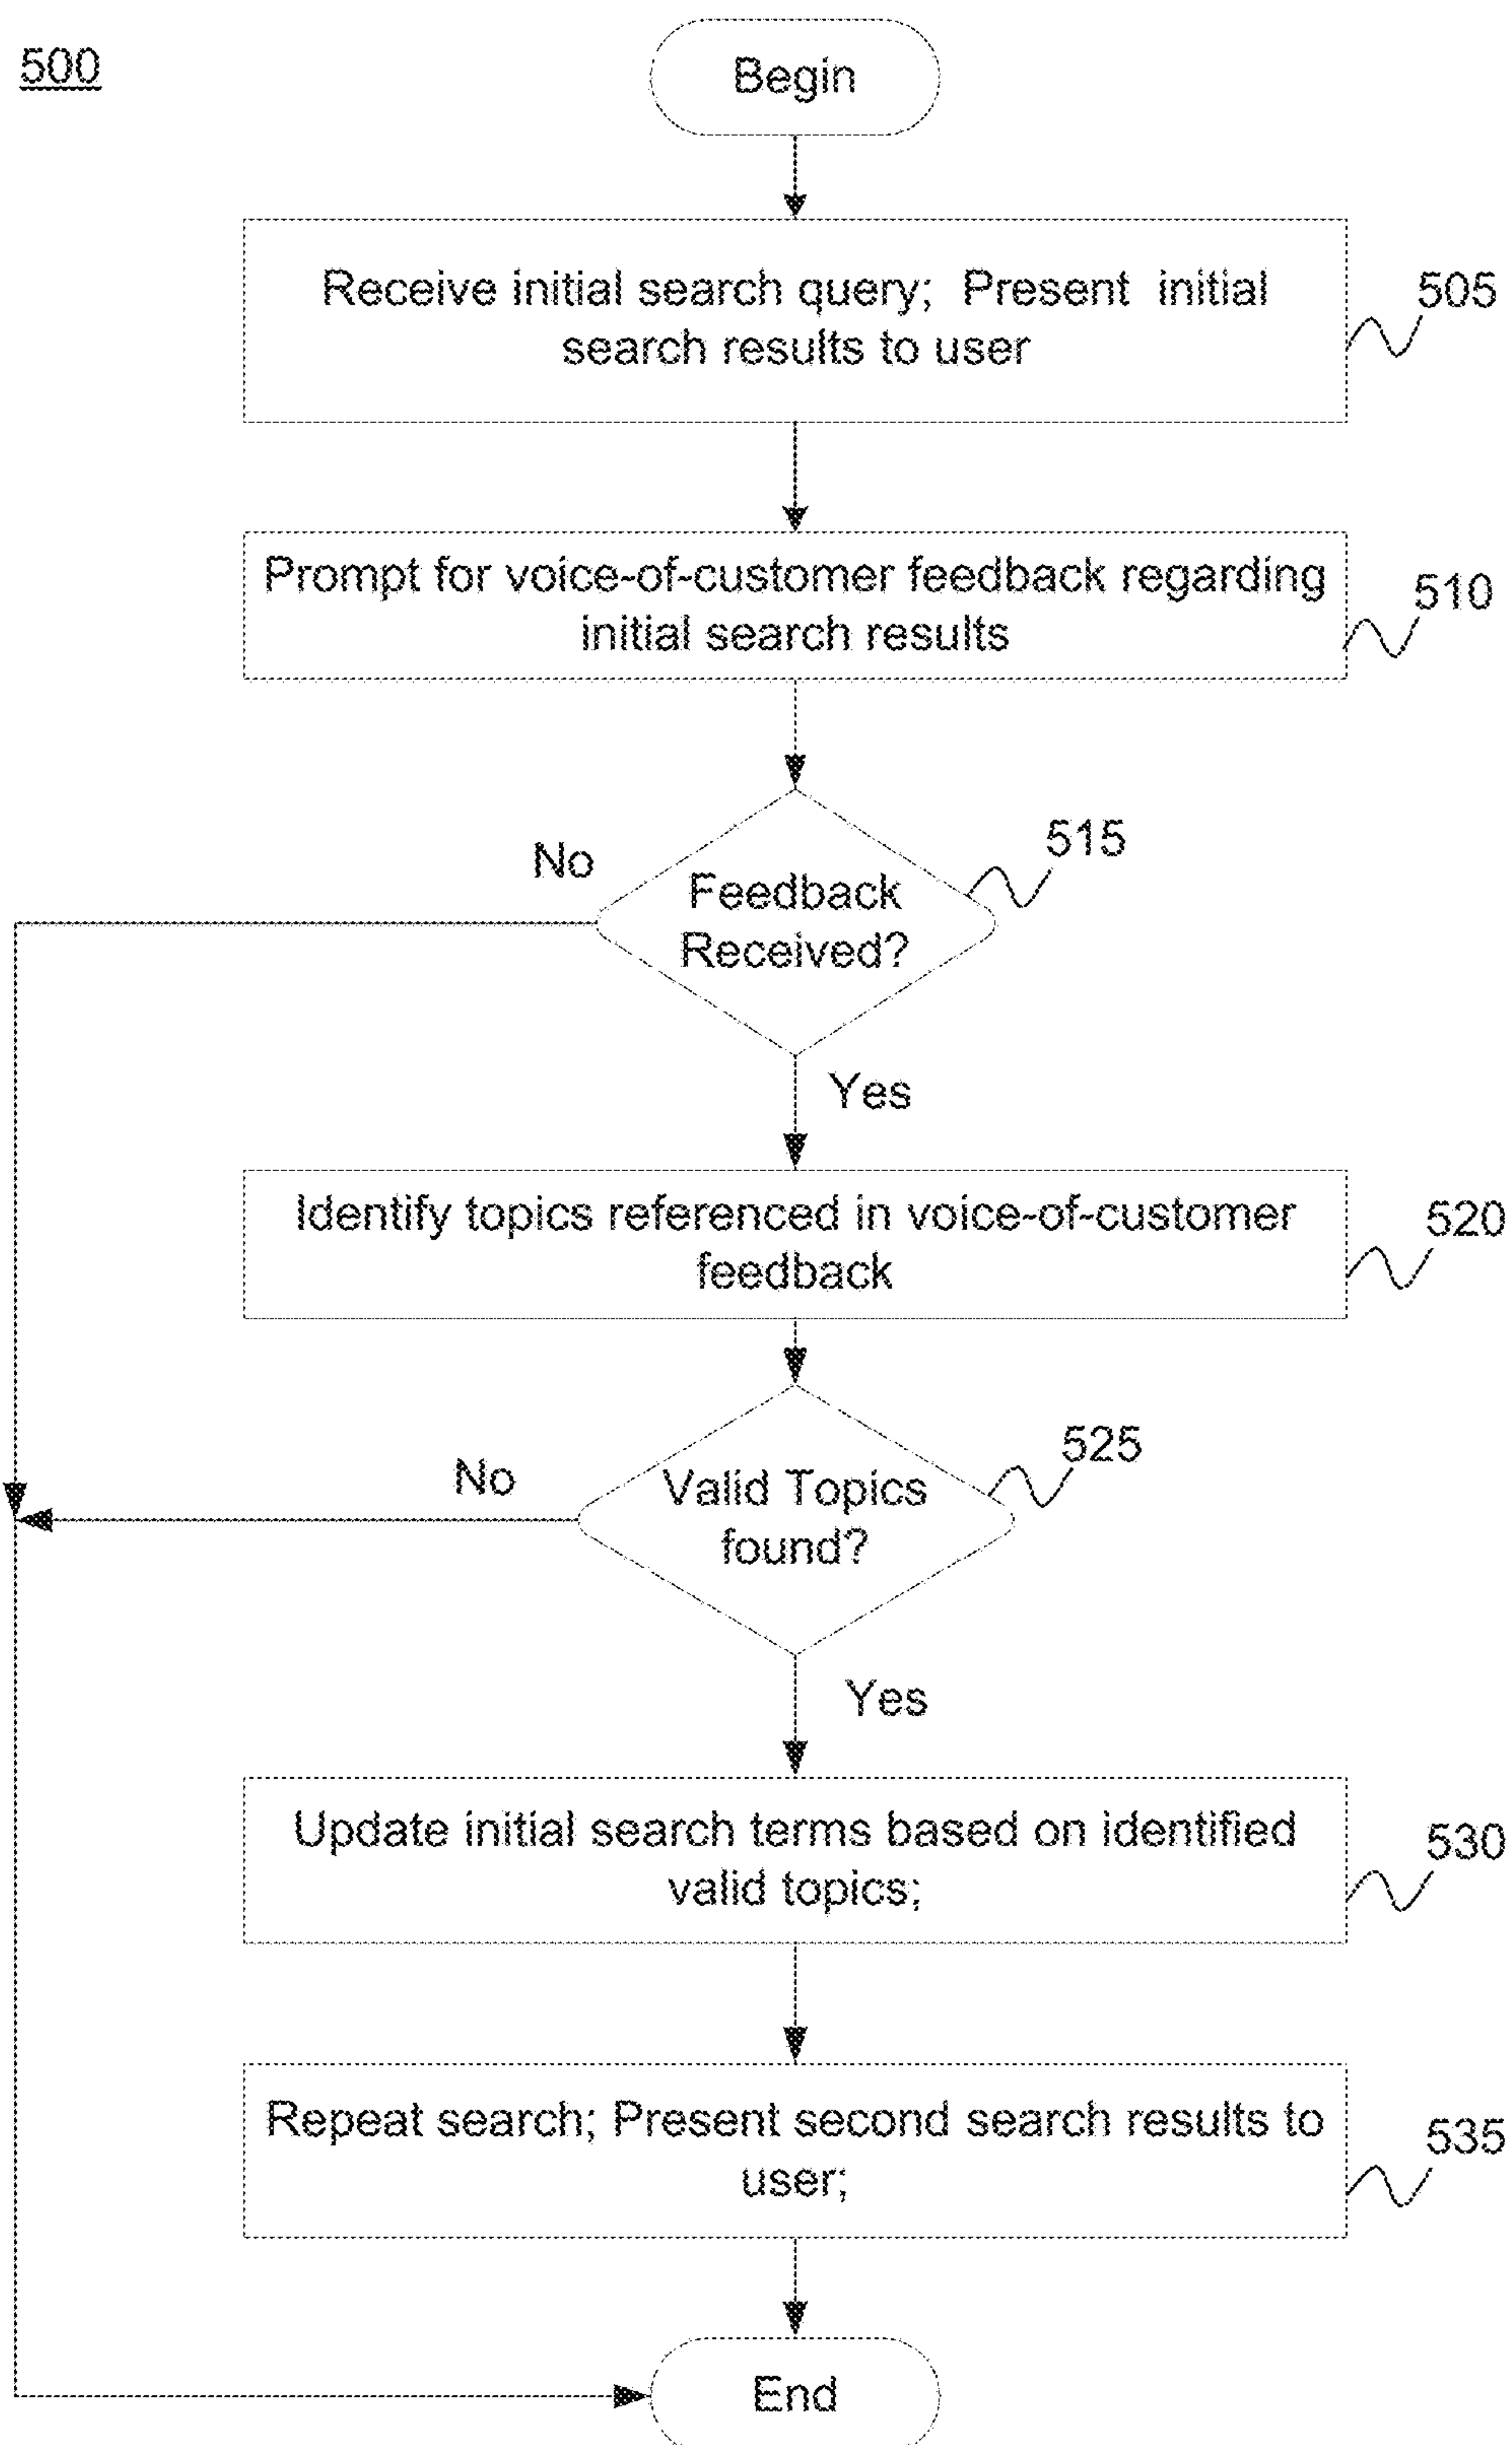 500
Begin
Receive initial search query; Present initial
search results to user
505
Prompt for voice-of-customer feedback regarding
initial search results
510
No
Feedback
Received?
515
Yes
Identify topics referenced in voice-of-customer
feedback
520
No
Valid Topics
found?
525
Yes
Update initial search terms based on identified
valid topics;
530
Repeat search; Present second search results to
user;
535
End